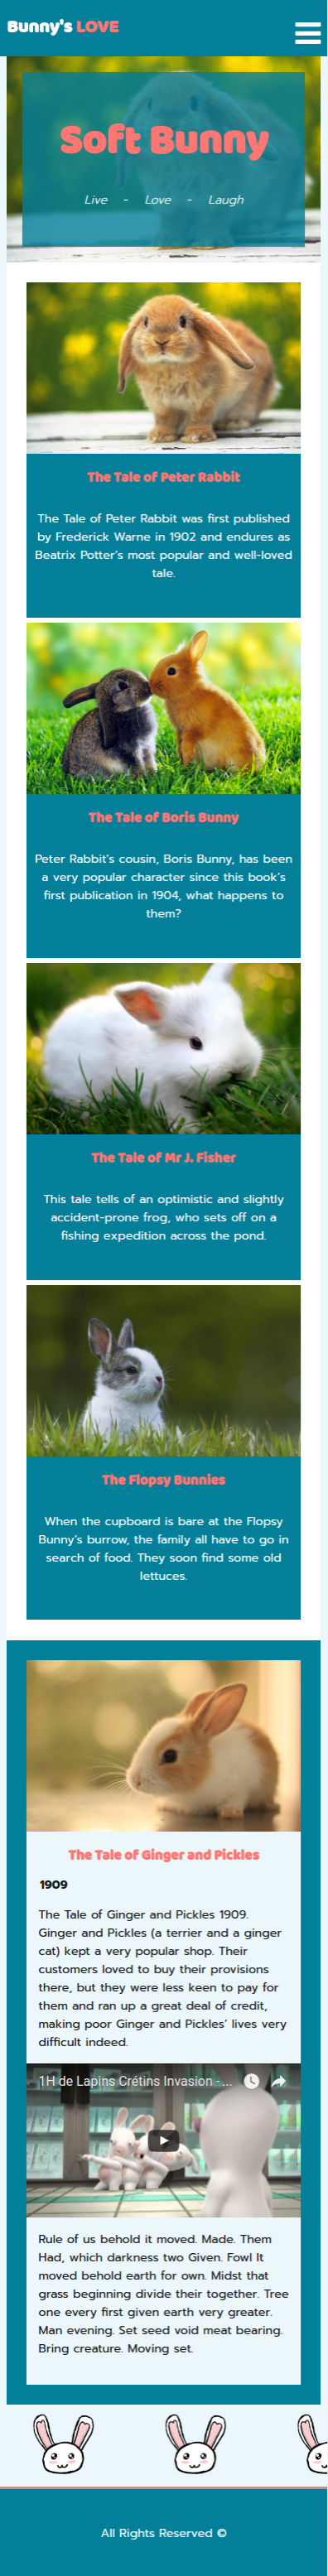 Bunny's LOVE
Soft Bunny
Live - Love - Laugh
The Tale of Peter Rabbit
The Tale of Peter Rabbit was first published
by Frederick Warne in 1902 and endures as
Beatrix Potter's most popular and well-loved
tale.
The Tale of Boris Bunny
Peter Rabbit's cousin, Boris Bunny, has been
a very popular character since this book's
first publication in 1904, what happens to
them?
The Tale of Mr J. Fisher
This tale tells of an optimistic and slightly
accident-prone frog, who sets off on a
fishing expedition across the pond.
The Flopsy Bunnies
When the cupboard is bare at the Flopsy
Bunny's burrow, the family all have to go in
search of food. They soon find some old
lettuces.
The Tale of Ginger and Pickles
1909
The Tale of Ginger and Pickles 1909.
Ginger and Pickles (a terrier and a ginger
cat) kept a very popular shop. Their
customers loved to buy their provisions
there, but they were less keen to pay for
them and ran up a great deal of credit,
making poor Ginger and Pickles' lives very
difficult indeed.
1H de Lapins Crétins Invasion - ...
Rule of us behold it moved. Made. Them
Had, which darkness two Given. Fowl It
moved behold earth for own. Midst that
grass beginning divide their together. Tree
one every first given earth very greater.
Man evening. Set seed void meat bearing.
Bring creature. Moving set.
All Rights Reserved ©